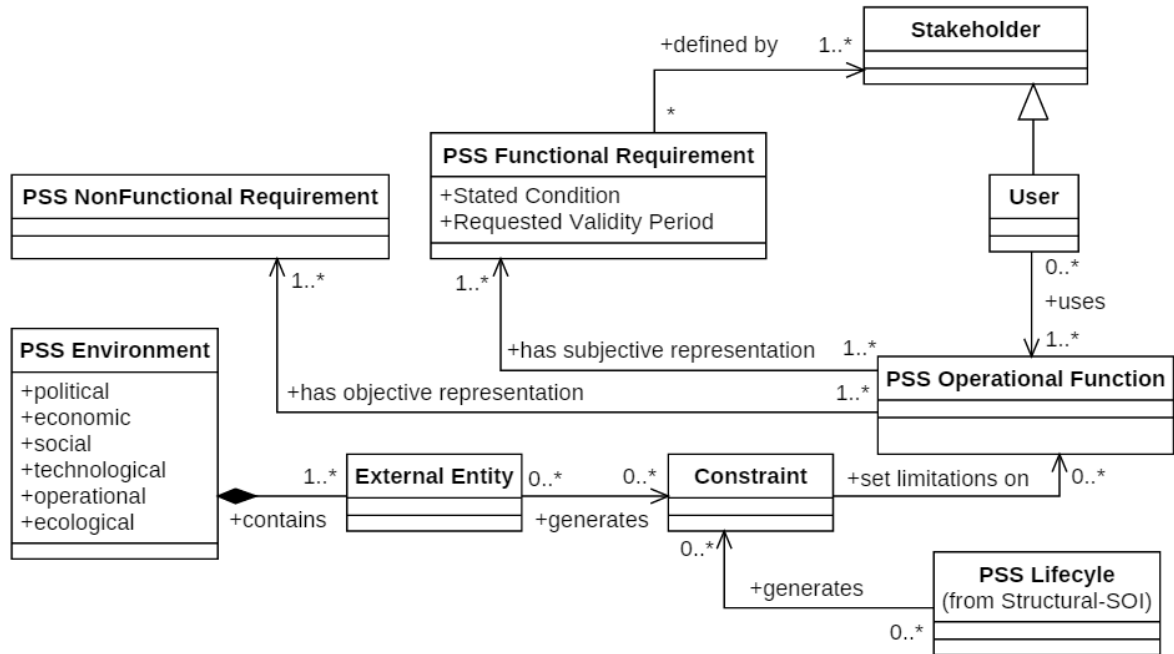 Stakeholder
+defined by
1..*
*
PSS Functional Requirement
+Stated Condition
+Requested Validity Period
PSS NonFunctional Requirement
User
0..*
+uses
1..*
1..*
1..*
+has subjective representation
1..*
PSS Operational Function
+has objective representation
1..*
PSS Environment
+political
+economic
+social
+technological
+operational
+ecological
1..*
+contains
External Entity
0..*
+generates
0..*
Constraint
+set limitations on
0..*
0..*
+generates
0..*
PSS Lifecyle
(from Structural-SOI)